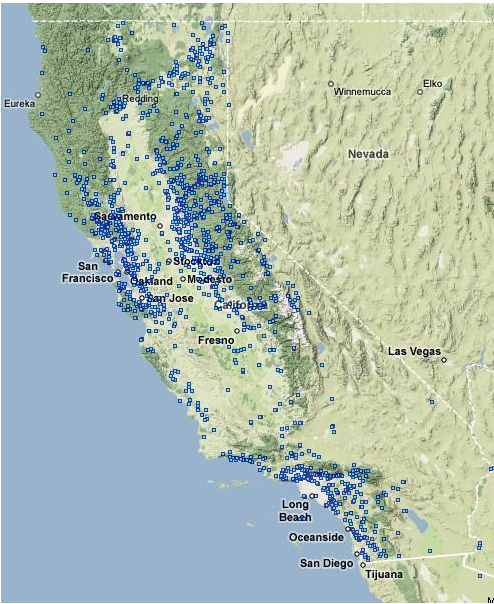 Eureka
Redding
Winnemucca
Elko
Nevada
Sacramento
San
Francisco
Stockton
Oakland
Modesto
San Jose
California
Fresno
Las Vegas
Long
Beach
Oceanside
San Diego
Tijuana
M